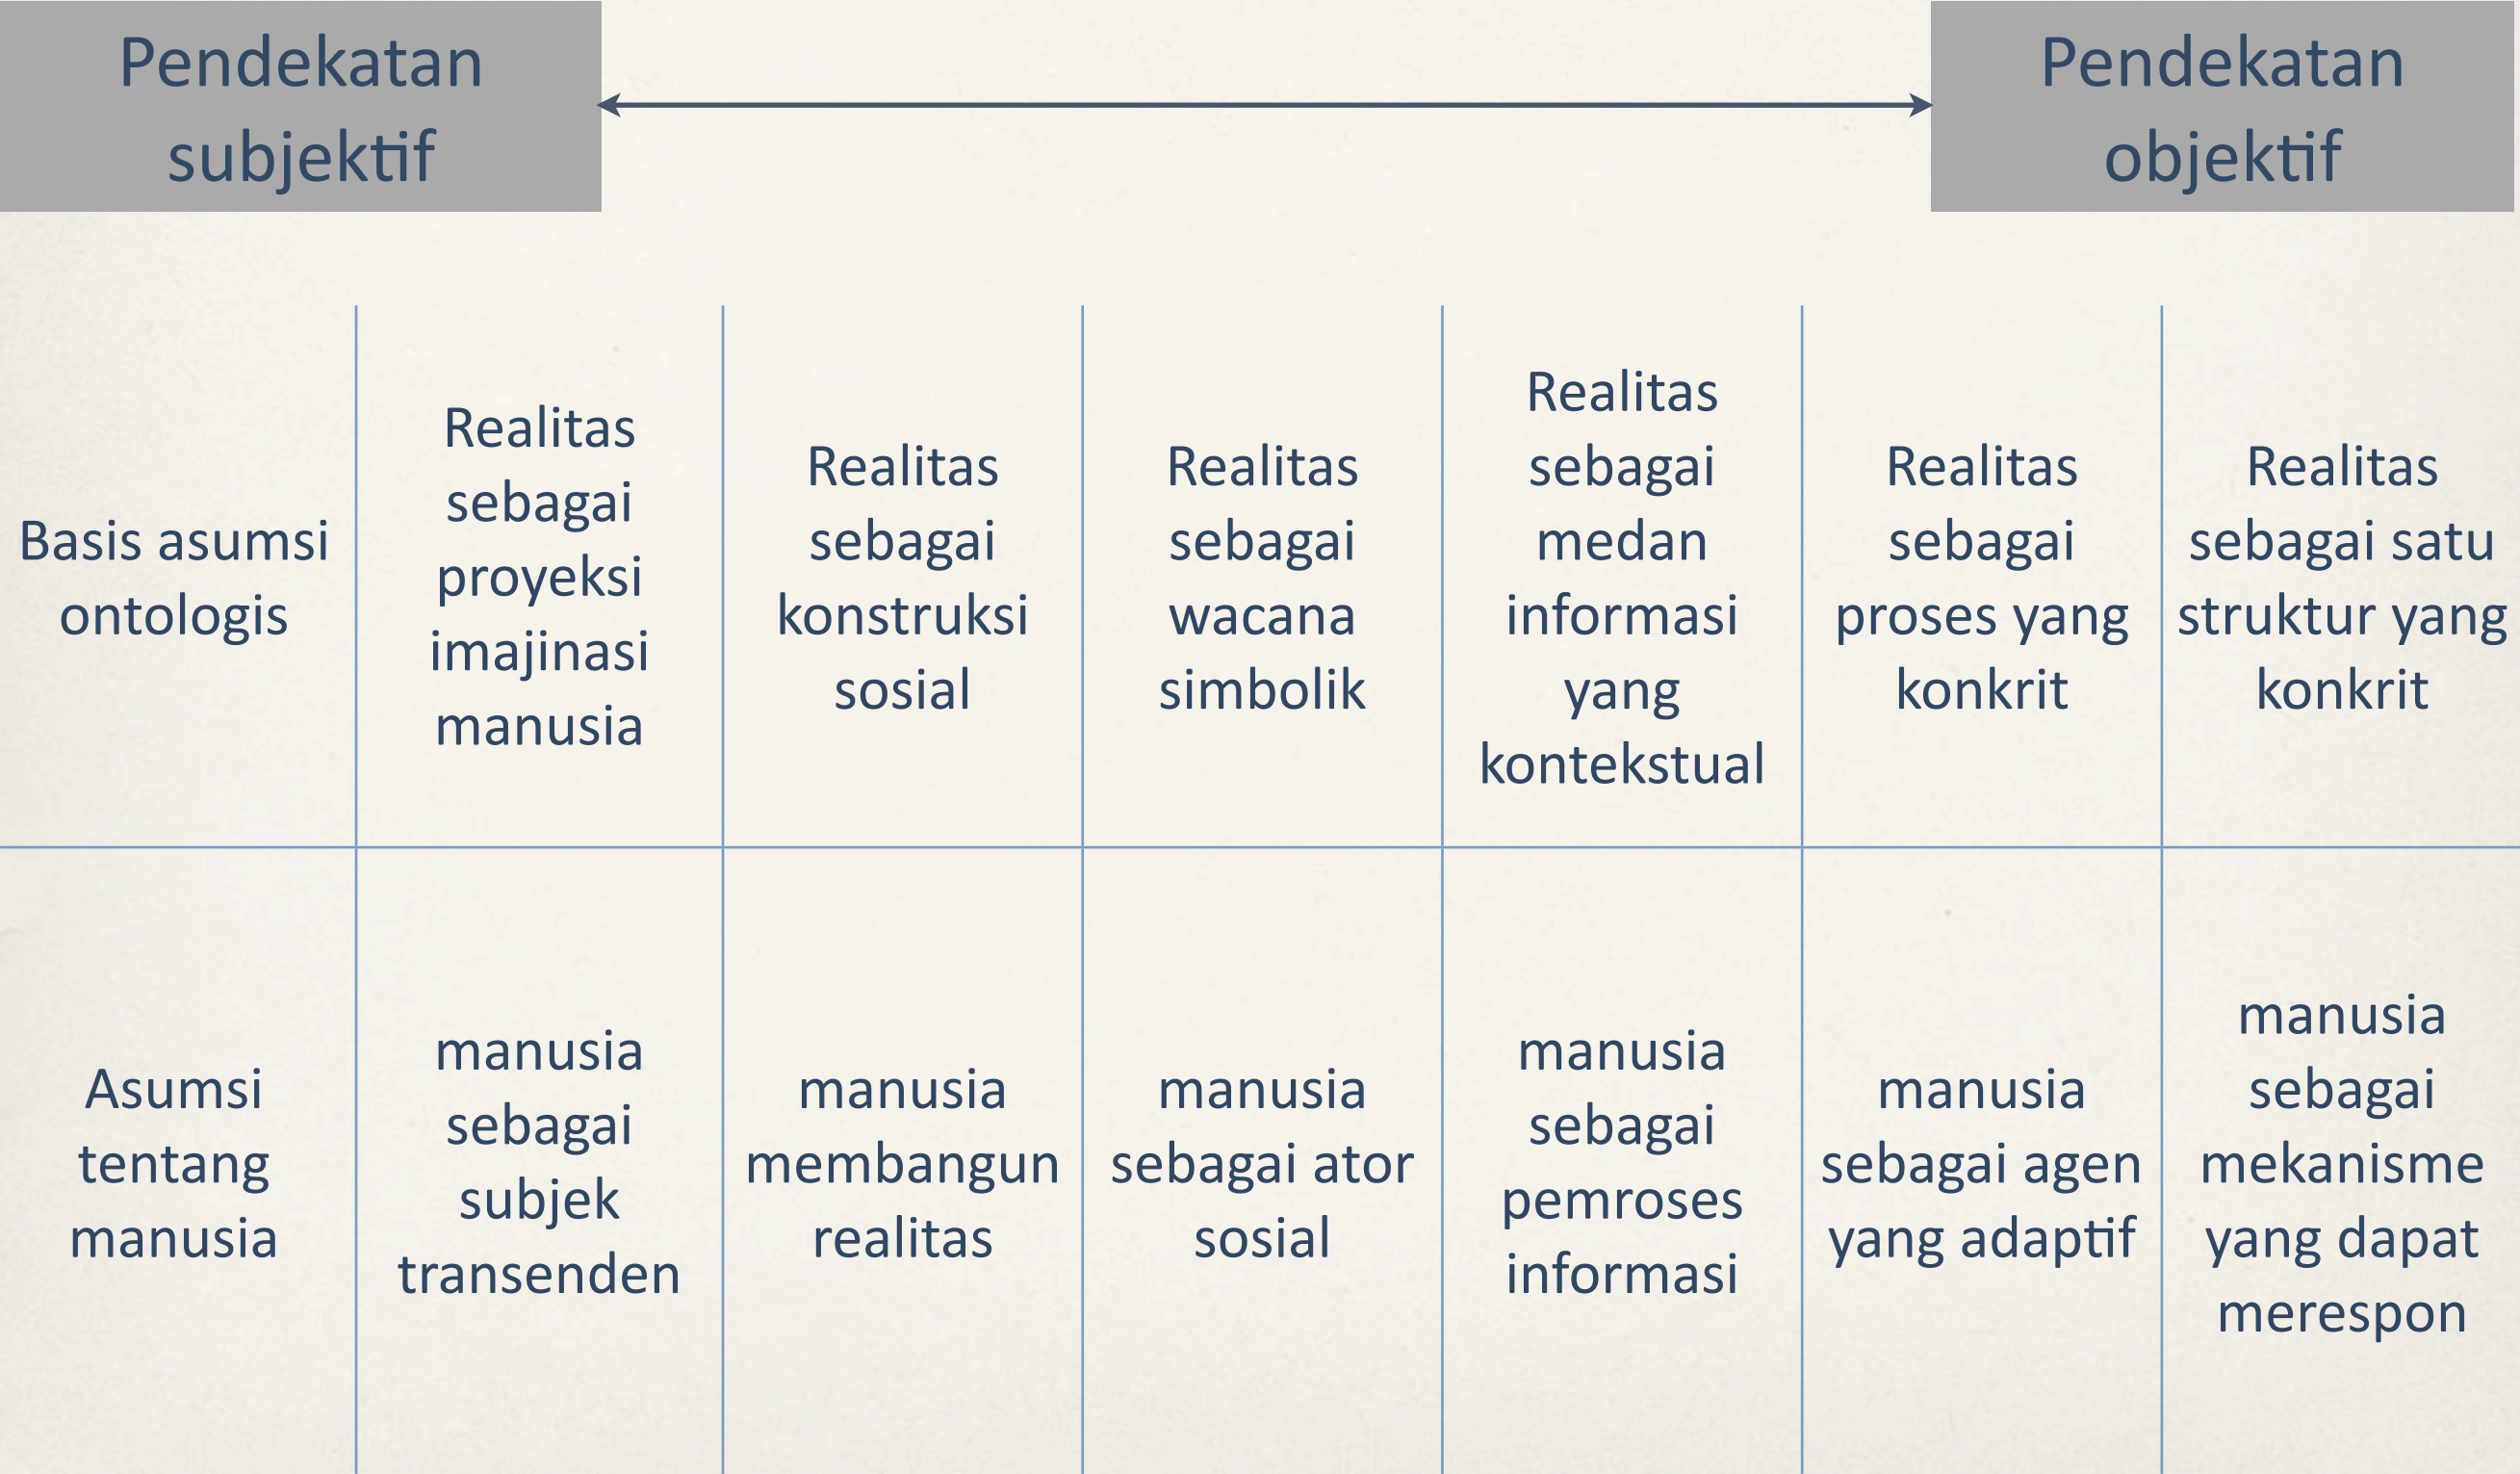 Pendekatan
subjektif
Pendekatan
objektif
Basis asumsi
ontologis
Realitas
sebagai
proyeksi
imajinasi
manusia
Realitas
sebagai
konstruksi
sosial
Realitas
sebagai
wacana
simbolik
Realitas
sebagai
medan
informasi
yang
kontekstual
Realitas
sebagai
proses yang
konkrit
Realitas
sebagai satu
struktur yang
konkrit
Asumsi
tentang
manusia
manusia
sebagai
subjek
transenden
manusia
membangun
realitas
manusia
sebagai ator
sosial
manusia
sebagai
pemroses
informasi
manusia
sebagai agen
yang adaptif
manusia
sebagai
mekanisme
yang dapat
merespon